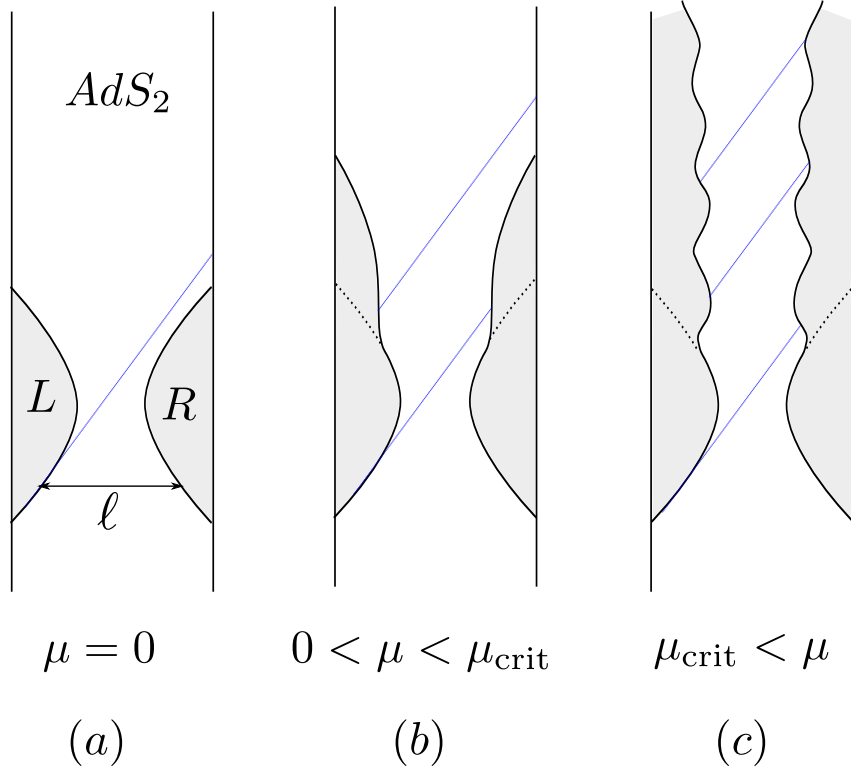 AdS₂
L
R
ℓ
μ = 0
0 < μ < μ_crit
μ_crit < μ
(a)
(b)
(c)